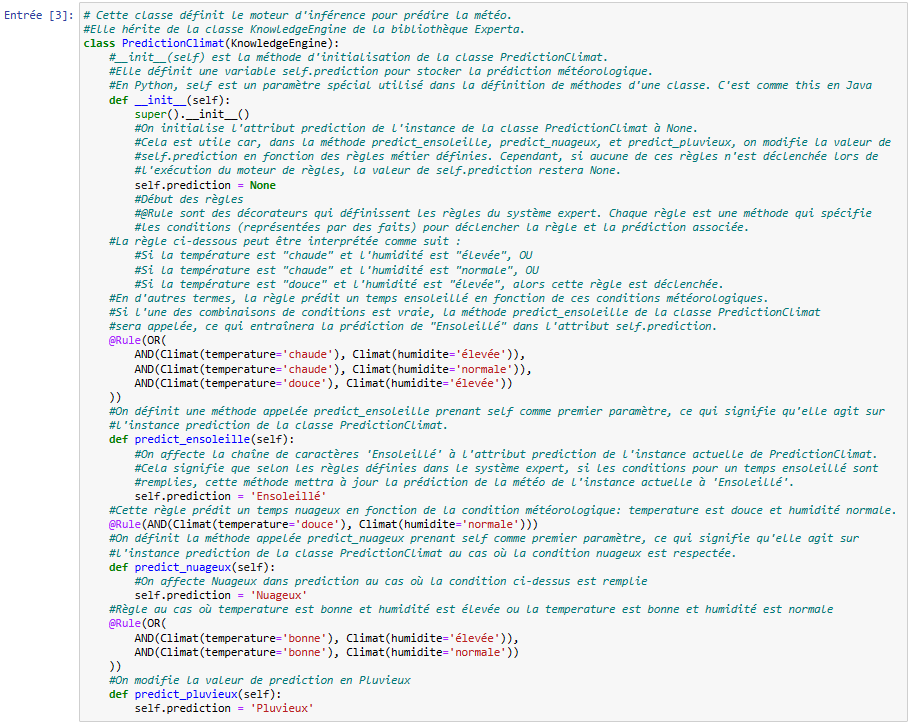 Entrée [3]:
# Cette classe définit le moteur d'inférence pour prédire la météo.
#Elle hérite de la classe KnowledgeEngine de la bibliothèque Experta.
class PredictionClimat(KnowledgeEngine):
    #__init__(self) est la méthode d'initialisation de la classe PredictionClimat.
    #Elle définit une variable self.prediction pour stocker la prédiction météorologique.
    #En Python, self est un paramètre spécial utilisé dans la définition de méthodes d'une classe. C'est comme this en Java
    def __init__(self):
        super().__init__()
        #On initialise l'attribut prediction de l'instance de la classe PredictionClimat à None.
        #Cela est utile car, dans la méthode predict_ensoleille, predict_nuageux, et predict_pluvieux, on modifie la valeur de
        #self.prediction en fonction des règles métier définies. Cependant, si aucune de ces règles n'est déclenchée lors de
        #l'exécution du moteur de règles, la valeur de self.prediction restera None.
        self.prediction = None
        #Début des règles
        #@Rule sont des décorateurs qui définissent les règles du système expert. Chaque règle est une méthode qui spécifie
        #les conditions (représentées par des faits) pour déclencher la règle et la prédiction associée.
    #La règle ci-dessous peut être interprétée comme suit :
        #Si la température est "chaude" et l'humidité est "élevée", OU
        #Si la température est "chaude" et l'humidité est "normale", OU
        #Si la température est "douce" et l'humidité est "élevée", alors cette règle est déclenchée.
    #En d'autres termes, la règle prédit un temps ensoleillé en fonction de ces conditions météorologiques.
    #Si l'une des combinaisons de conditions est vraie, la méthode predict_ensoleille de la classe PredictionClimat
    #sera appelée, ce qui entraînera la prédiction de "Ensoleillé" dans l'attribut self.prediction.
    @Rule(OR(
        AND(Climat(temperature='chaude'), Climat(humidite='élevée')),
        AND(Climat(temperature='chaude'), Climat(humidite='normale')),
        AND(Climat(temperature='douce'), Climat(humidite='élevée'))
    ))
    #On définit une méthode appelée predict_ensoleille prenant self comme premier paramètre, ce qui signifie qu'elle agit sur
    #l'instance prediction de la classe PredictionClimat.
    def predict_ensoleille(self):
        #On affecte la chaîne de caractères 'Ensoleillé' à l'attribut prediction de l'instance actuelle de PredictionClimat.
        #Cela signifie que selon les règles définies dans le système expert, si les conditions pour un temps ensoleillé sont
        #remplies, cette méthode mettra à jour la prédiction de la météo de l'instance actuelle à 'Ensoleillé'.
        self.prediction = 'Ensoleillé'
    #Cette règle prédit un temps nuageux en fonction de la condition météorologique: temperature est douce et humidité normale.
    @Rule(AND(Climat(temperature='douce'), Climat(humidite='normale')))
    #On définit la méthode appelée predict_nuageux prenant self comme premier paramètre, ce qui signifie qu'elle agit sur
    #l'instance prediction de la classe PredictionClimat au cas où la condition nuageux est respectée.
    def predict_nuageux(self):
        #On affecte Nuageux dans prediction au cas où la condition ci-dessus est remplie
        self.prediction = 'Nuageux'
    #Règle au cas où temperature est bonne et humidité est élevée ou la temperature est bonne et humidité est normale
    @Rule(OR(
        AND(Climat(temperature='bonne'), Climat(humidite='élevée')),
        AND(Climat(temperature='bonne'), Climat(humidite='normale'))
    ))
    #On modifie la valeur de prediction en Pluvieux
    def predict_pluvieux(self):
        self.prediction = 'Pluvieux'